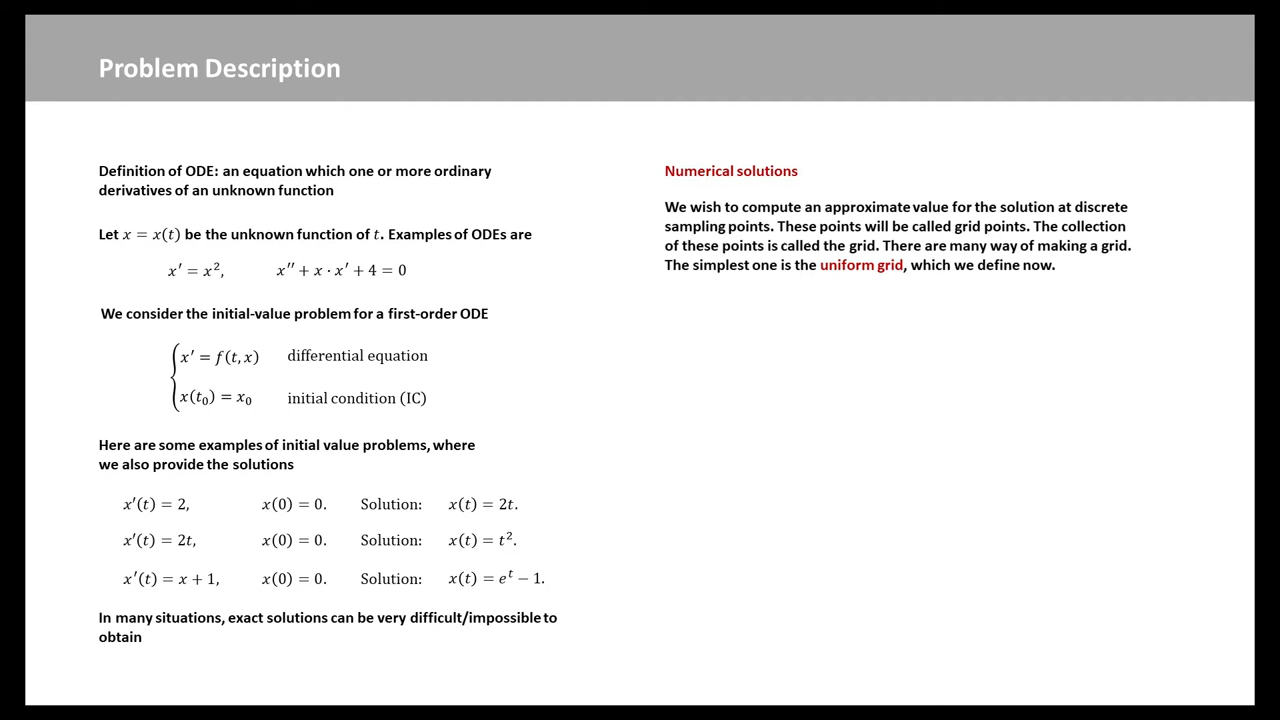 Problem Description
Definition of ODE: an equation which one or more ordinary
derivatives of an unknown function
Let x = x(t) be the unknown function of t. Examples of ODEs are
x′ = x², x′′ + x · x′ + 4 = 0
We consider the initial-value problem for a first-order ODE
x′ = f(t, x) differential equation
x(t₀) = x₀ initial condition (IC)
Here are some examples of initial value problems, where
we also provide the solutions
x′(t) = 2, x(0) = 0. Solution: x(t) = 2t.
x′(t) = 2t, x(0) = 0. Solution: x(t) = t².
x′(t) = x + 1, x(0) = 0. Solution: x(t) = eᵗ − 1.
In many situations, exact solutions can be very difficult/impossible to
obtain
Numerical solutions
We wish to compute an approximate value for the solution at discrete
sampling points. These points will be called grid points. The collection
of these points is called the grid. There are many way of making a grid.
The simplest one is the uniform grid, which we define now.